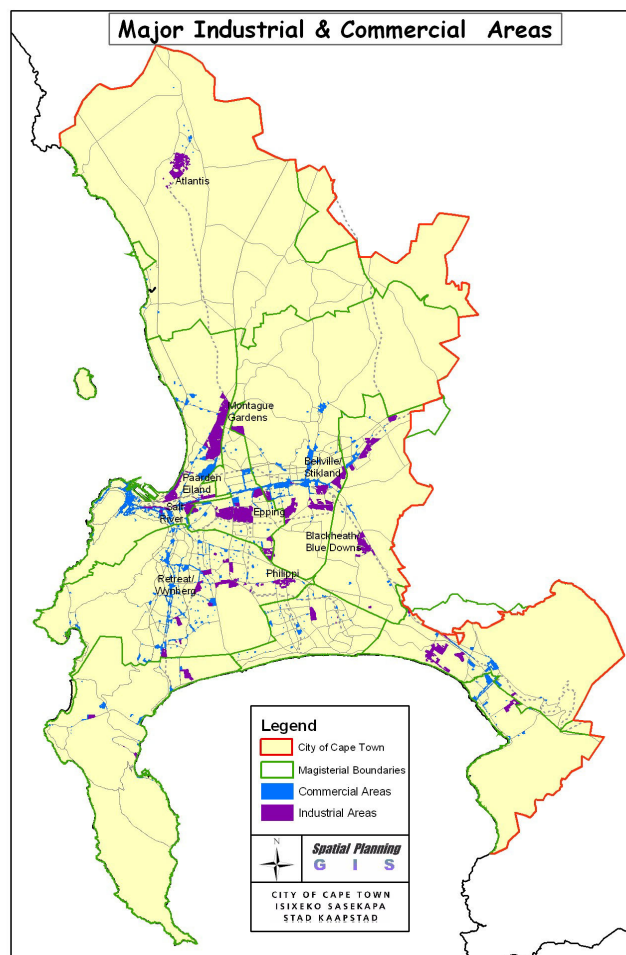 Major Industrial & Commercial Areas
Atlantis
Montague
Gardens
Bellville/
Stikland
Paarden
Eiland
Salt
River
Epping
Blackheath/
Blue Downs
Retreat/
Wynberg
Philippi
Legend
City of Cape Town
Magisterial Boundaries
Commercial Areas
Industrial Areas
N
Spatial Planning
G I S
CITY OF CAPE TOWN
ISIXEKO SASEKAPA
STAD KAAPSTAD